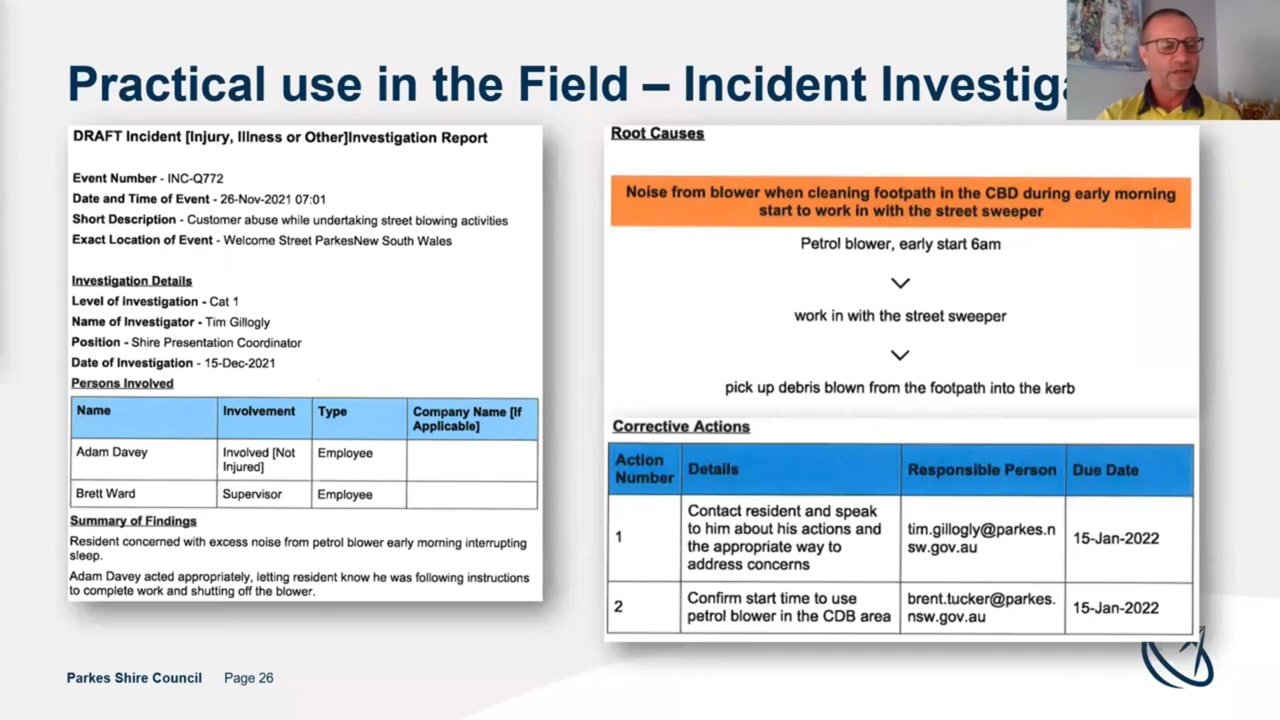 Practical use in the Field – Incident Investiga
DRAFT Incident [Injury, Illness or Other]Investigation Report
Event Number - INC-Q772
Date and Time of Event - 26-Nov-2021 07:01
Short Description - Customer abuse while undertaking street blowing activities
Exact Location of Event - Welcome Street ParkesNew South Wales
Investigation Details
Level of Investigation - Cat 1
Name of Investigator - Tim Gillogly
Position - Shire Presentation Coordinator
Date of Investigation - 15-Dec-2021
Persons Involved
Name Involvement Type Company Name [If
Applicable]
Adam Davey Involved [Not Employee
Injured]
Brett Ward Supervisor Employee
Summary of Findings
Resident concerned with excess noise from petrol blower early morning interrupting
sleep.
Adam Davey acted appropriately, letting resident know he was following instructions
to complete work and shutting off the blower.
Root Causes
Noise from blower when cleaning footpath in the CBD during early morning
start to work in with the street sweeper
Petrol blower, early start 6am
work in with the street sweeper
pick up debris blown from the footpath into the kerb
Corrective Actions
Action
Number Details Responsible Person Due Date
1 Contact resident and speak
to him about his actions and tim.gillogly@parkes.n 15-Jan-2022
the appropriate way to sw.gov.au
address concerns
2 Confirm start time to use brent.tucker@parkes. 15-Jan-2022
petrol blower in the CDB area nsw.gov.au
Parkes Shire Council Page 26